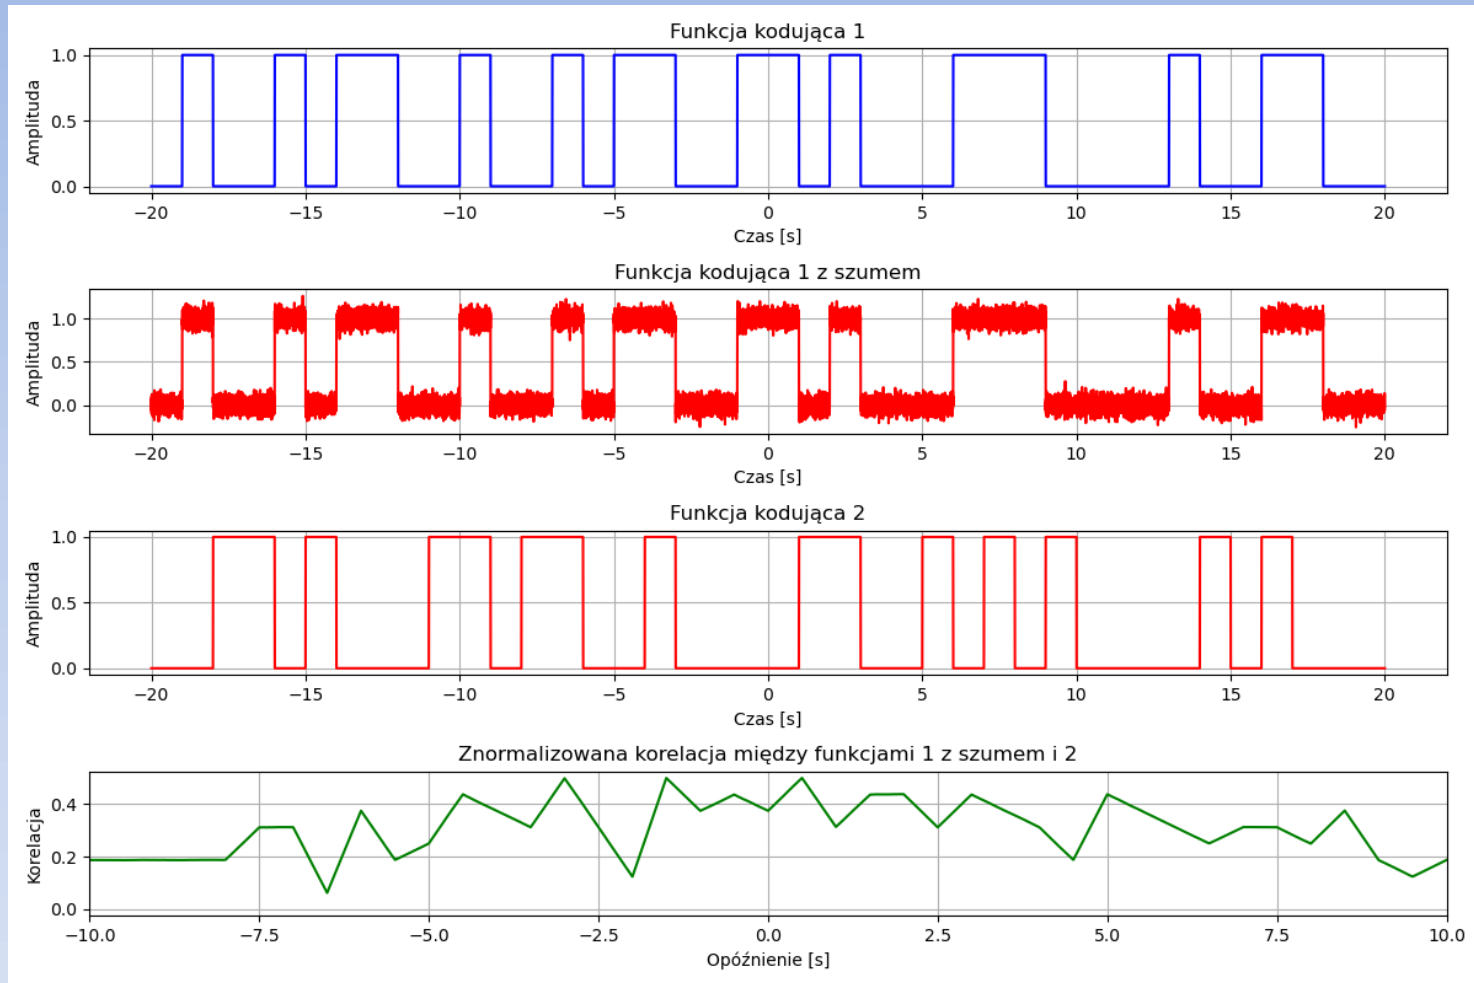 Funkcja kodująca 1
1.0
0.5
0.0
Amplituda
−20 −15 −10 −5 0 5 10 15 20
Czas [s]
Funkcja kodująca 1 z szumem
1.0
0.5
0.0
Amplituda
−20 −15 −10 −5 0 5 10 15 20
Czas [s]
Funkcja kodująca 2
1.0
0.5
0.0
Amplituda
−20 −15 −10 −5 0 5 10 15 20
Czas [s]
Znormalizowana korelacja między funkcjami 1 z szumem i 2
0.4
0.2
0.0
Korelacja
−10.0 −7.5 −5.0 −2.5 0.0 2.5 5.0 7.5 10.0
Opóźnienie [s]